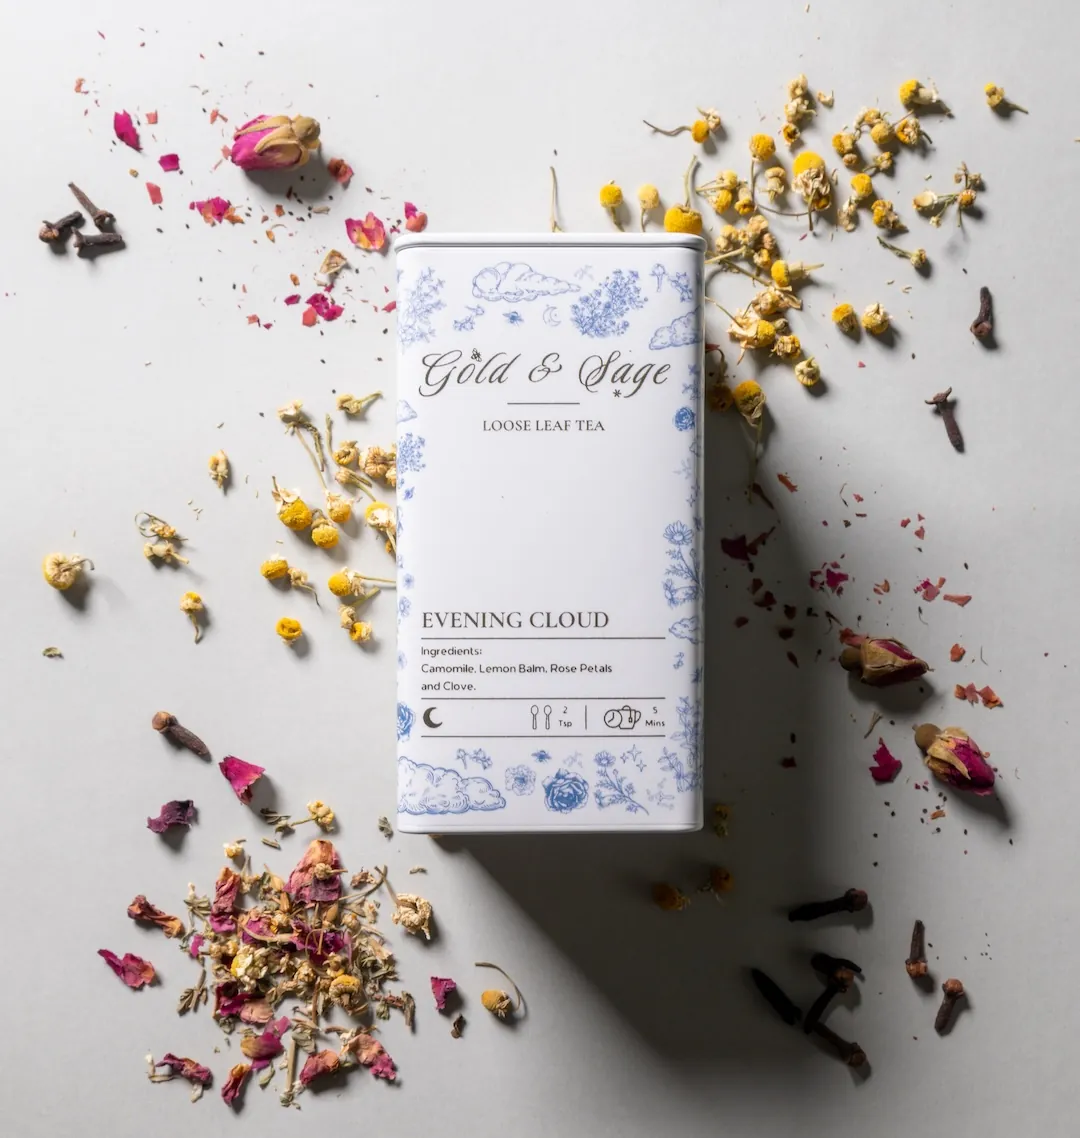 Gold & Sage
LOOSE LEAF TEA
EVENING CLOUD
Ingredients:
Camomile, Lemon Balm, Rose Petals
and Clove.
2 Tsp | 5 Mins